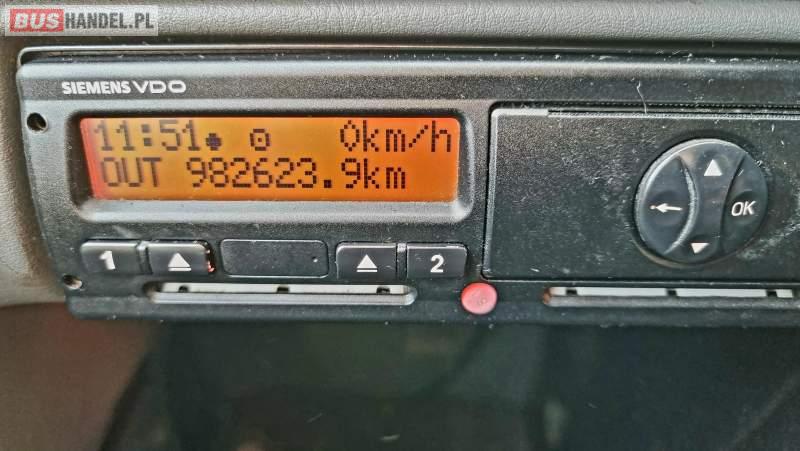 BUSHANDEL.PL
SIEMENS VDO
11:51 0km/h
OUT 982623.9km
1
2
OK